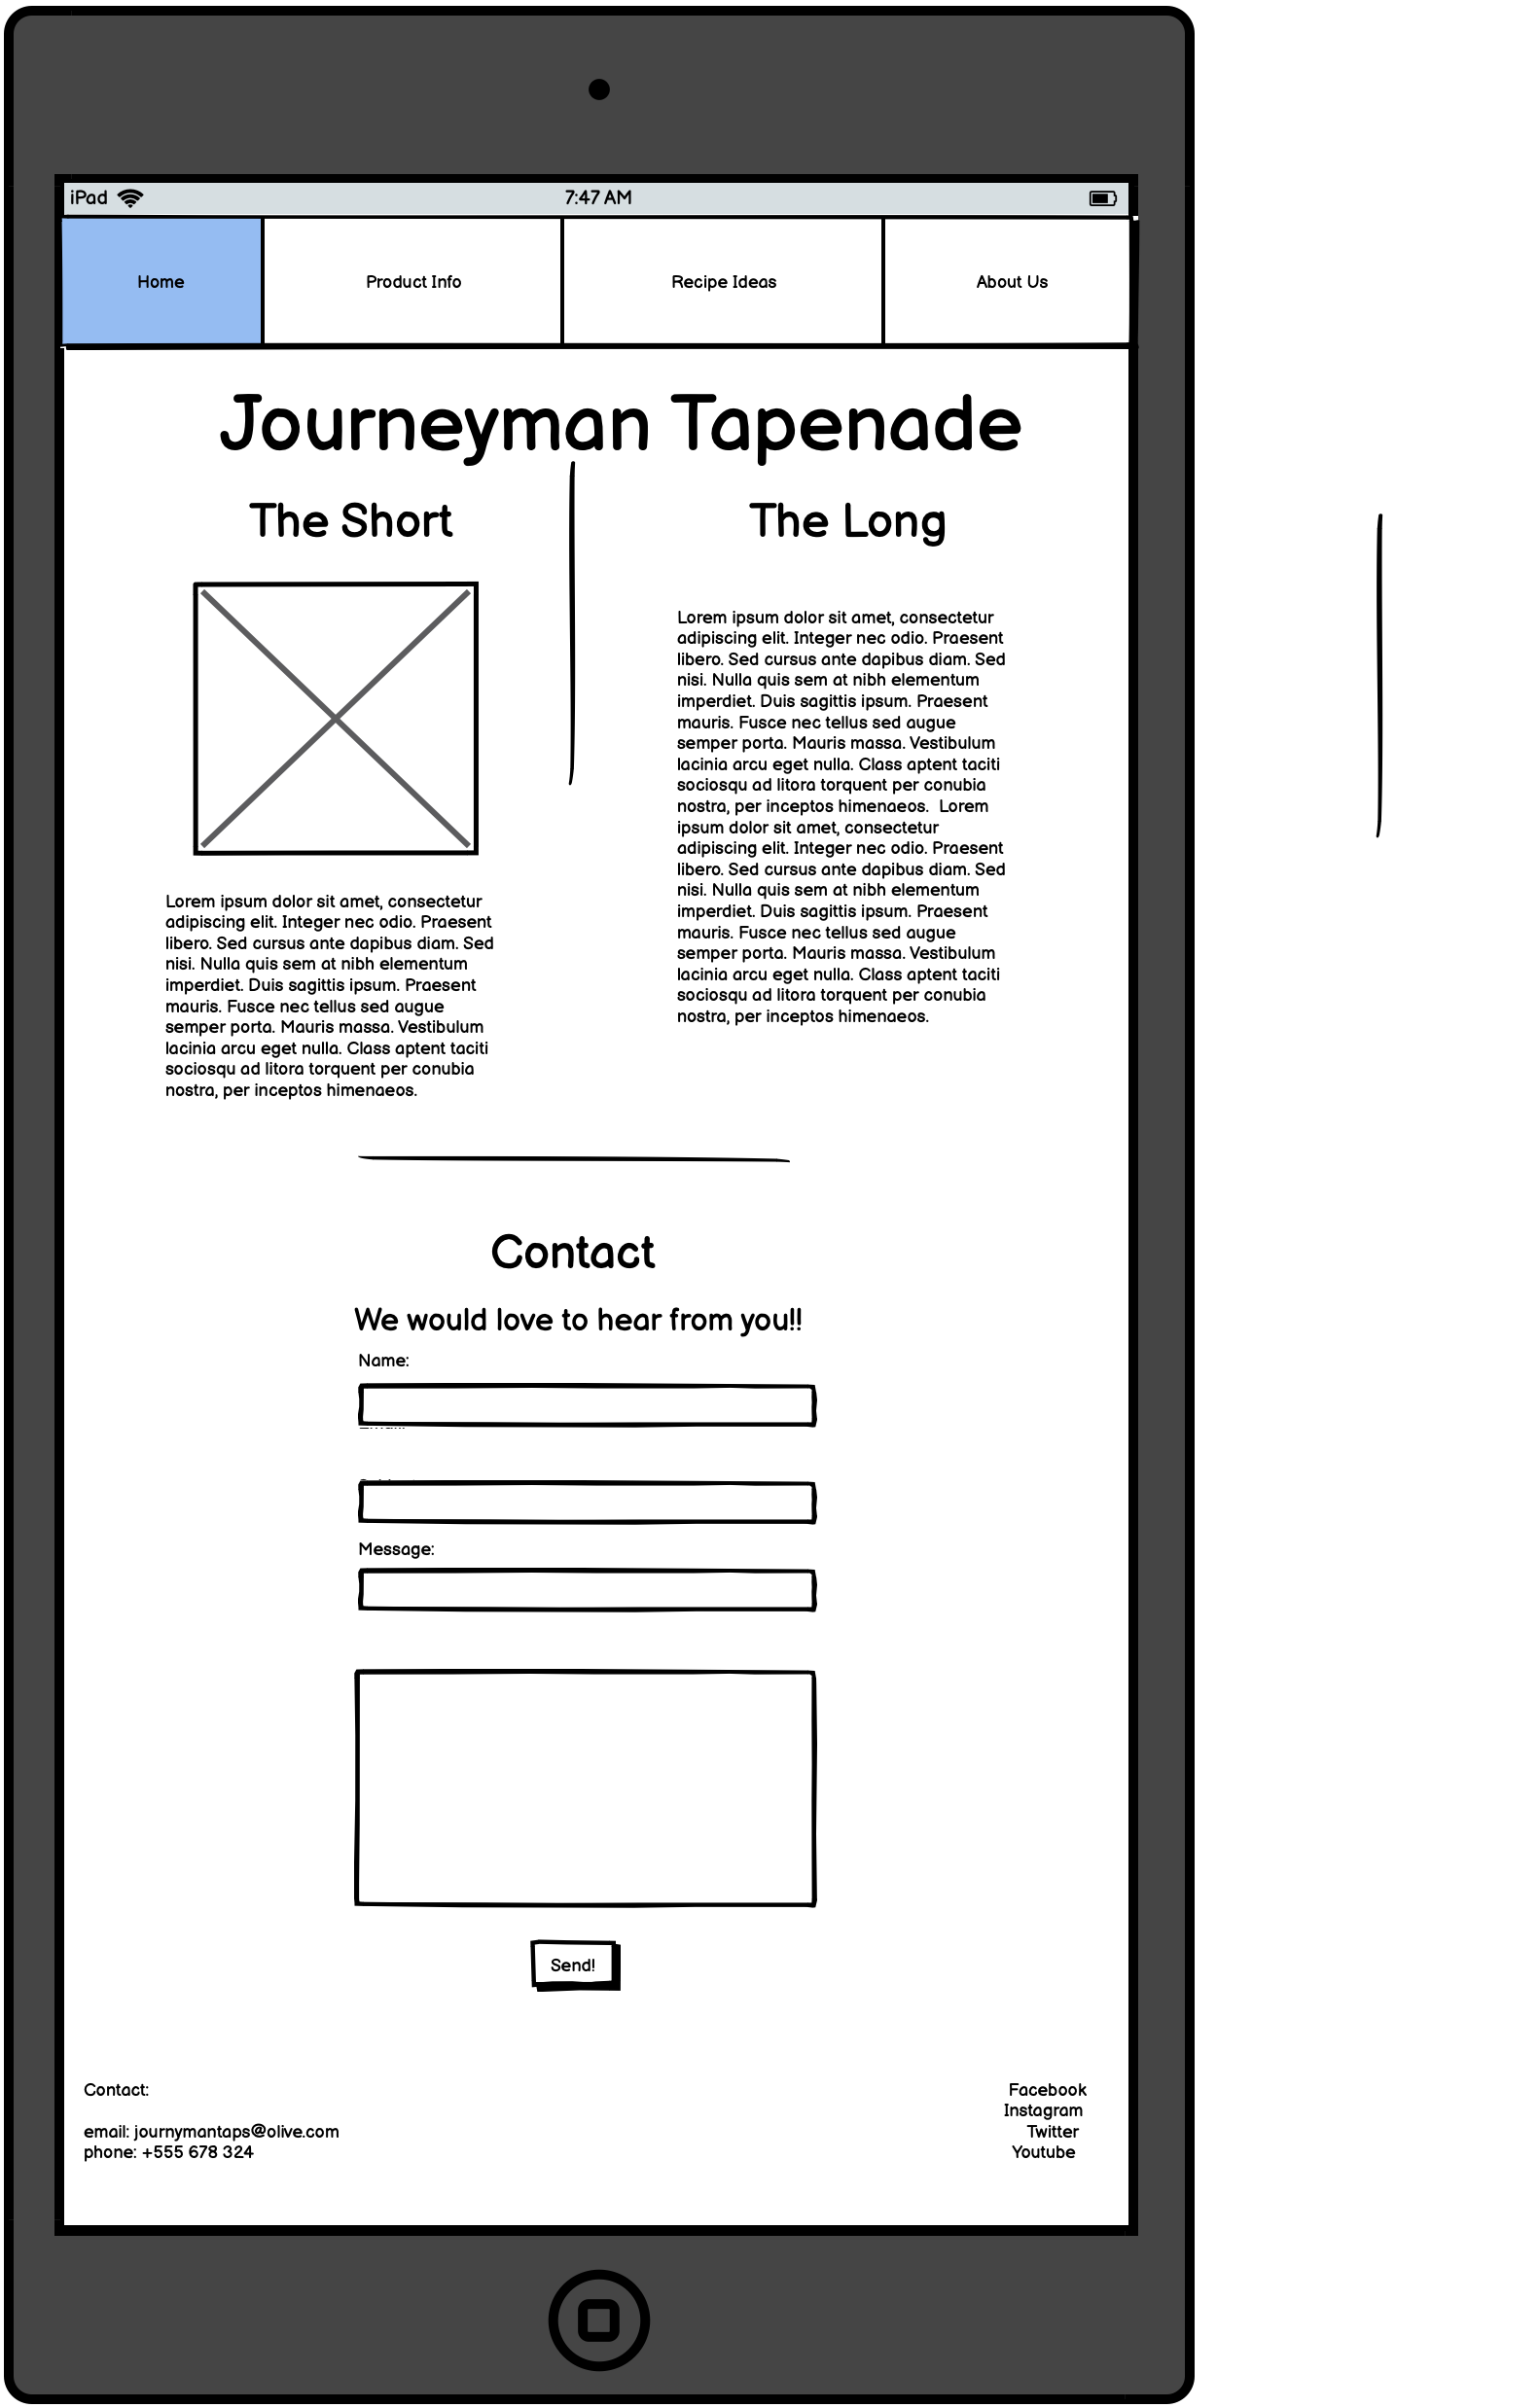 iPad 7:47 AM
Home Product Info Recipe Ideas About Us
Journeyman Tapenade
The Short
Lorem ipsum dolor sit amet, consectetur
adipiscing elit. Integer nec odio. Praesent
libero. Sed cursus ante dapibus diam. Sed
nisi. Nulla quis sem at nibh elementum
imperdiet. Duis sagittis ipsum. Praesent
mauris. Fusce nec tellus sed augue
semper porta. Mauris massa. Vestibulum
lacinia arcu eget nulla. Class aptent taciti
sociosqu ad litora torquent per conubia
nostra, per inceptos himenaeos.
The Long
Lorem ipsum dolor sit amet, consectetur
adipiscing elit. Integer nec odio. Praesent
libero. Sed cursus ante dapibus diam. Sed
nisi. Nulla quis sem at nibh elementum
imperdiet. Duis sagittis ipsum. Praesent
mauris. Fusce nec tellus sed augue
semper porta. Mauris massa. Vestibulum
lacinia arcu eget nulla. Class aptent taciti
sociosqu ad litora torquent per conubia
nostra, per inceptos himenaeos.  Lorem
ipsum dolor sit amet, consectetur
adipiscing elit. Integer nec odio. Praesent
libero. Sed cursus ante dapibus diam. Sed
nisi. Nulla quis sem at nibh elementum
imperdiet. Duis sagittis ipsum. Praesent
mauris. Fusce nec tellus sed augue
semper porta. Mauris massa. Vestibulum
lacinia arcu eget nulla. Class aptent taciti
sociosqu ad litora torquent per conubia
nostra, per inceptos himenaeos.
Contact
We would love to hear from you!!
Name:
Message:
Send!
Contact:
email: journymantaps@olive.com
phone: +555 678 324
Facebook
Instagram
Twitter
Youtube